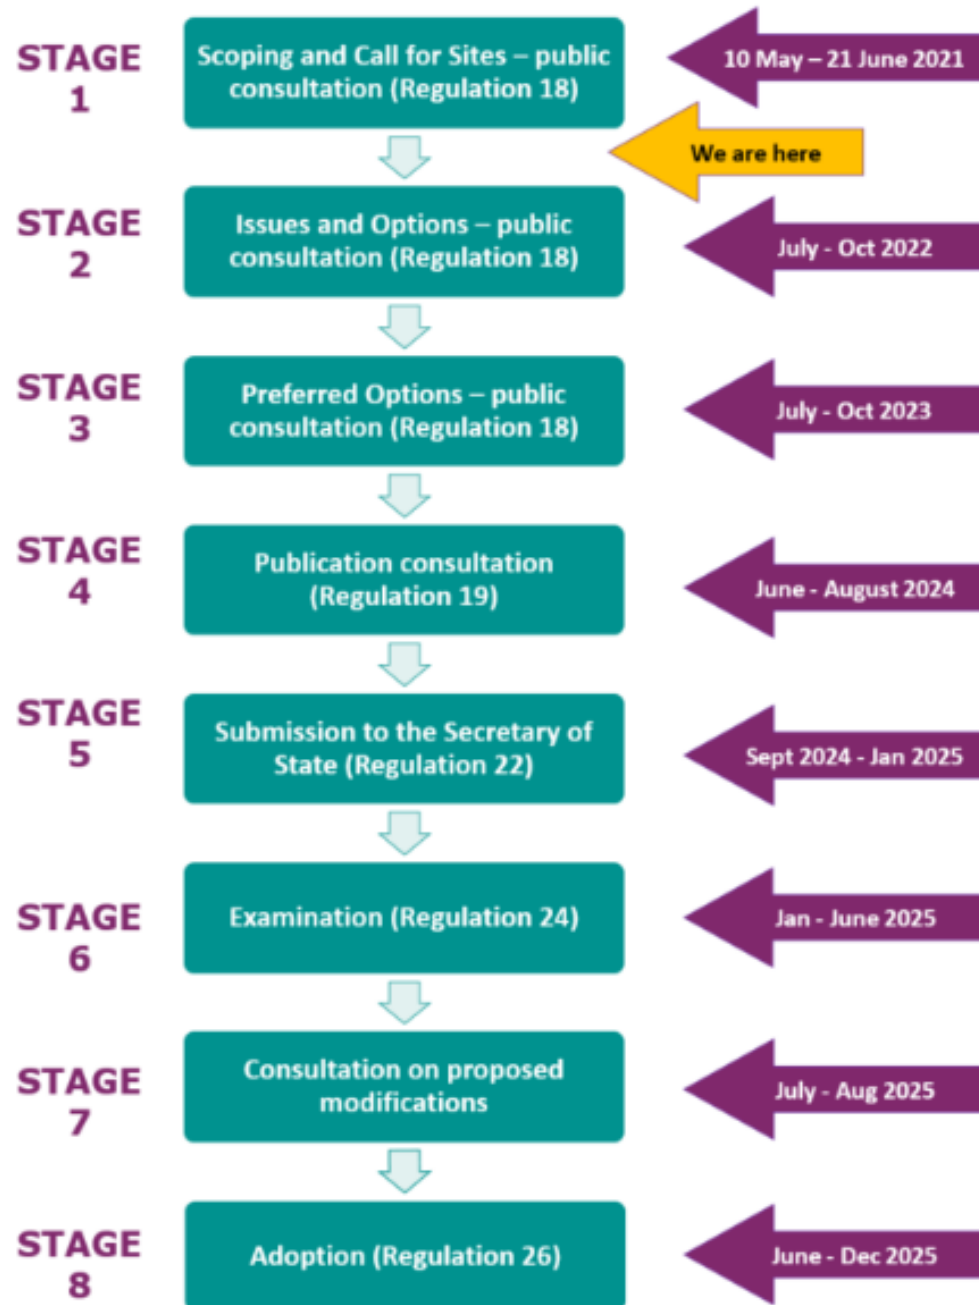 STAGE
1
Scoping and Call for Sites – public
consultation (Regulation 18)
10 May – 21 June 2021
We are here
STAGE
2
Issues and Options – public
consultation (Regulation 18)
July - Oct 2022
STAGE
3
Preferred Options – public
consultation (Regulation 18)
July - Oct 2023
STAGE
4
Publication consultation
(Regulation 19)
June - August 2024
STAGE
5
Submission to the Secretary of
State (Regulation 22)
Sept 2024 - Jan 2025
STAGE
6
Examination (Regulation 24)
Jan - June 2025
STAGE
7
Consultation on proposed
modifications
July - Aug 2025
STAGE
8
Adoption (Regulation 26)
June - Dec 2025